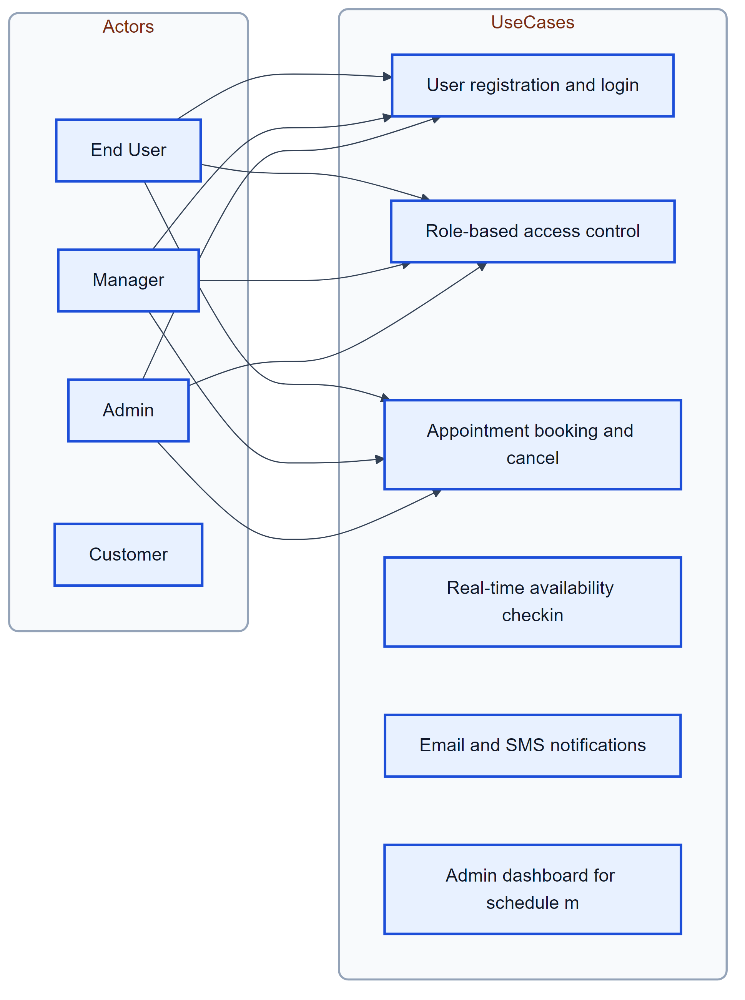 Actors
End User
Manager
Admin
Customer
UseCases
User registration and login
Role-based access control
Appointment booking and
cancel
Real-time availability
checkin
Email and SMS notifications
Admin dashboard for
schedule m